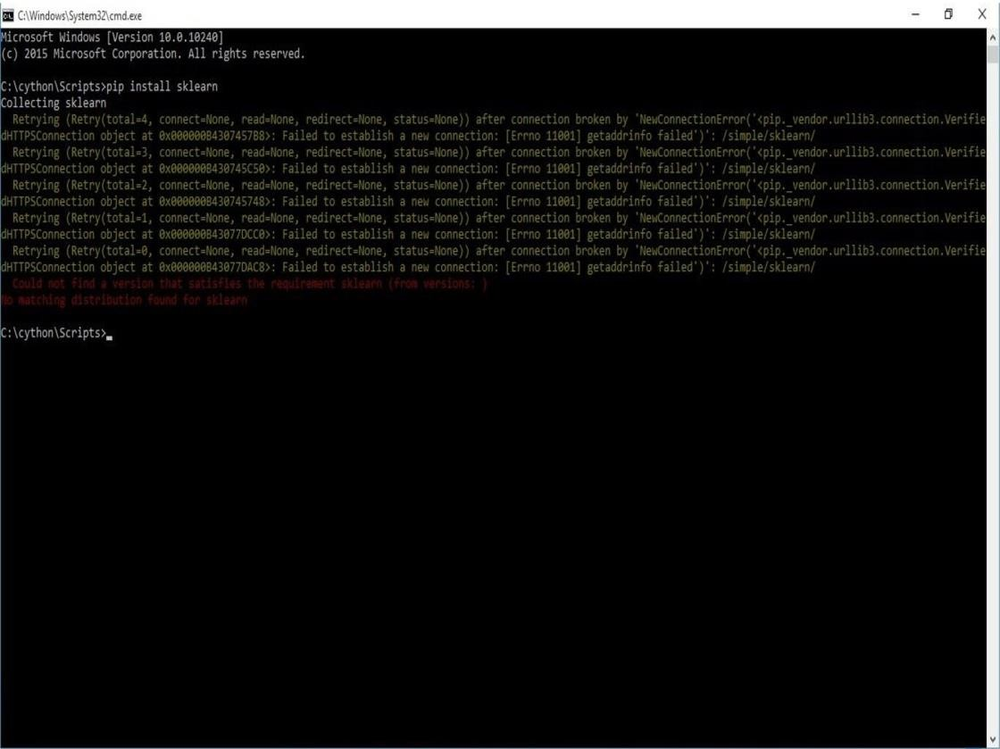 C:\Windows\System32\cmd.exe
Microsoft Windows [Version 10.0.10240]
(c) 2015 Microsoft Corporation. All rights reserved.
C:\cython\Scripts>pip install sklearn
Collecting sklearn
  Retrying (Retry(total=4, connect=None, read=None, redirect=None, status=None)) after connection broken by 'NewConnectionError('<pip._vendor.urllib3.connection.Verifie
dHTTPSConnection object at 0x000000B4307457B8>: Failed to establish a new connection: [Errno 11001] getaddrinfo failed')': /simple/sklearn/
  Retrying (Retry(total=3, connect=None, read=None, redirect=None, status=None)) after connection broken by 'NewConnectionError('<pip._vendor.urllib3.connection.Verifie
dHTTPSConnection object at 0x000000B430745C50>: Failed to establish a new connection: [Errno 11001] getaddrinfo failed')': /simple/sklearn/
  Retrying (Retry(total=2, connect=None, read=None, redirect=None, status=None)) after connection broken by 'NewConnectionError('<pip._vendor.urllib3.connection.Verifie
dHTTPSConnection object at 0x000000B430745748>: Failed to establish a new connection: [Errno 11001] getaddrinfo failed')': /simple/sklearn/
  Retrying (Retry(total=1, connect=None, read=None, redirect=None, status=None)) after connection broken by 'NewConnectionError('<pip._vendor.urllib3.connection.Verifie
dHTTPSConnection object at 0x000000B43077DCC0>: Failed to establish a new connection: [Errno 11001] getaddrinfo failed')': /simple/sklearn/
  Retrying (Retry(total=0, connect=None, read=None, redirect=None, status=None)) after connection broken by 'NewConnectionError('<pip._vendor.urllib3.connection.Verifie
dHTTPSConnection object at 0x000000B43077DAC8>: Failed to establish a new connection: [Errno 11001] getaddrinfo failed')': /simple/sklearn/
  Could not find a version that satisfies the requirement sklearn (from versions: )
No matching distribution found for sklearn
C:\cython\Scripts>